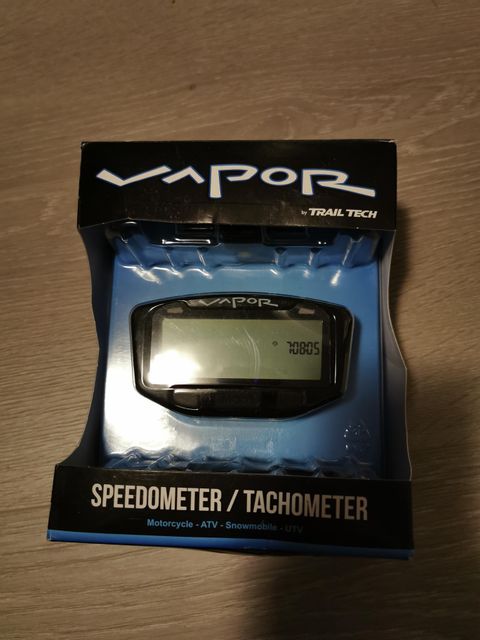 VAPOR
by TRAIL TECH
VAPOR
70805
SPEEDOMETER / TACHOMETER
Motorcycle - ATV - Snowmobile - UTV